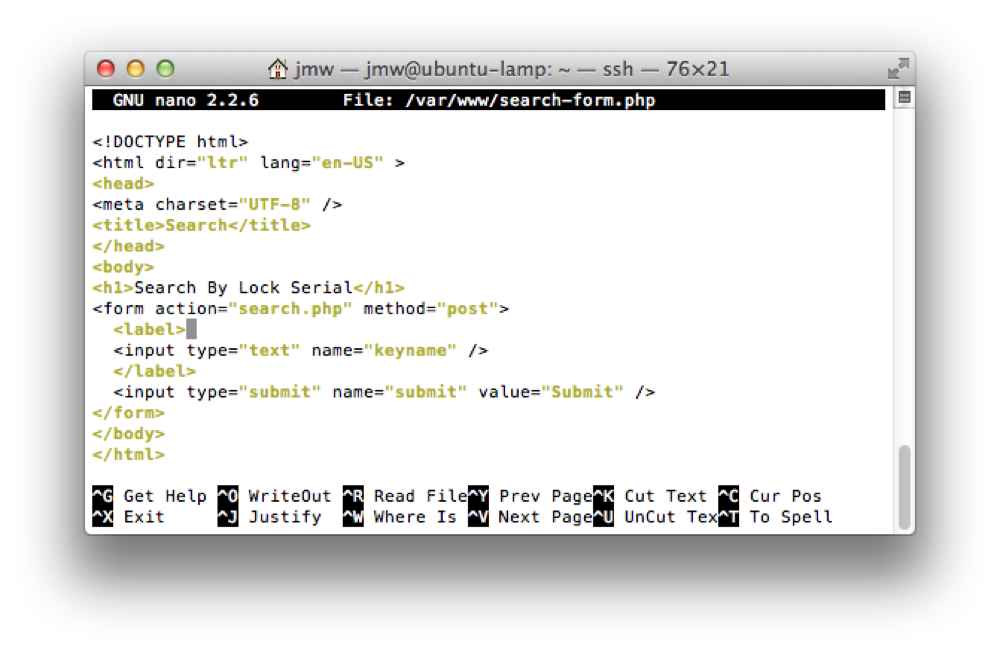 jmw — jmw@ubuntu-lamp: ~ — ssh — 76×21
GNU nano 2.2.6 File: /var/www/search-form.php
<!DOCTYPE html>
<html dir="ltr" lang="en-US" >
<head>
<meta charset="UTF-8" />
<title>Search</title>
</head>
<body>
<h1>Search By Lock Serial</h1>
<form action="search.php" method="post">
  <label>
  <input type="text" name="keyname" />
  </label>
  <input type="submit" name="submit" value="Submit" />
</form>
</body>
</html>
^G Get Help ^O WriteOut ^R Read File^Y Prev Page^K Cut Text ^C Cur Pos
^X Exit ^J Justify ^W Where Is ^V Next Page^U UnCut Tex^T To Spell